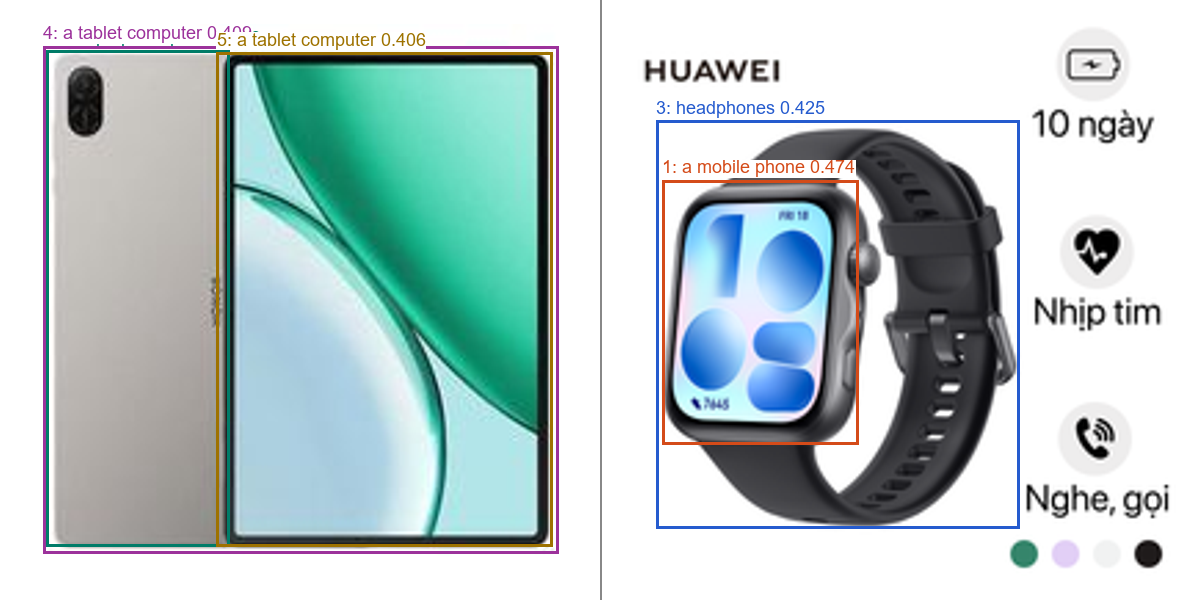 4: a tablet computer 0.409
5: a tablet computer 0.406
HUAWEI
3: headphones 0.425
1: a mobile phone 0.474
FRI 18
7645
10 ngày
Nhịp tim
Nghe, gọi